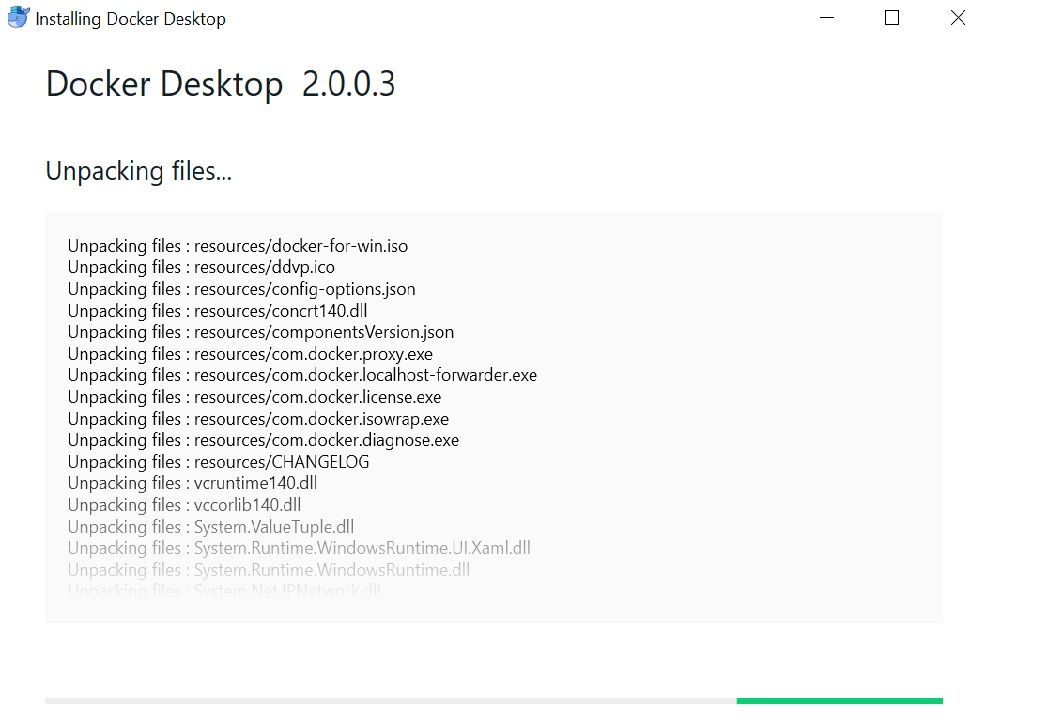 Installing Docker Desktop
Docker Desktop 2.0.0.3
Unpacking files...
Unpacking files : resources/docker-for-win.iso
Unpacking files : resources/ddvp.ico
Unpacking files : resources/config-options.json
Unpacking files : resources/concrt140.dll
Unpacking files : resources/componentsVersion.json
Unpacking files : resources/com.docker.proxy.exe
Unpacking files : resources/com.docker.localhost-forwarder.exe
Unpacking files : resources/com.docker.license.exe
Unpacking files : resources/com.docker.isowrap.exe
Unpacking files : resources/com.docker.diagnose.exe
Unpacking files : resources/CHANGELOG
Unpacking files : vcruntime140.dll
Unpacking files : vccorlib140.dll
Unpacking files : System.ValueTuple.dll
Unpacking files : System.Runtime.WindowsRuntime.UI.Xaml.dll
Unpacking files : System.Runtime.WindowsRuntime.dll
Unpacking files : System.Net.IPNetwork.dll